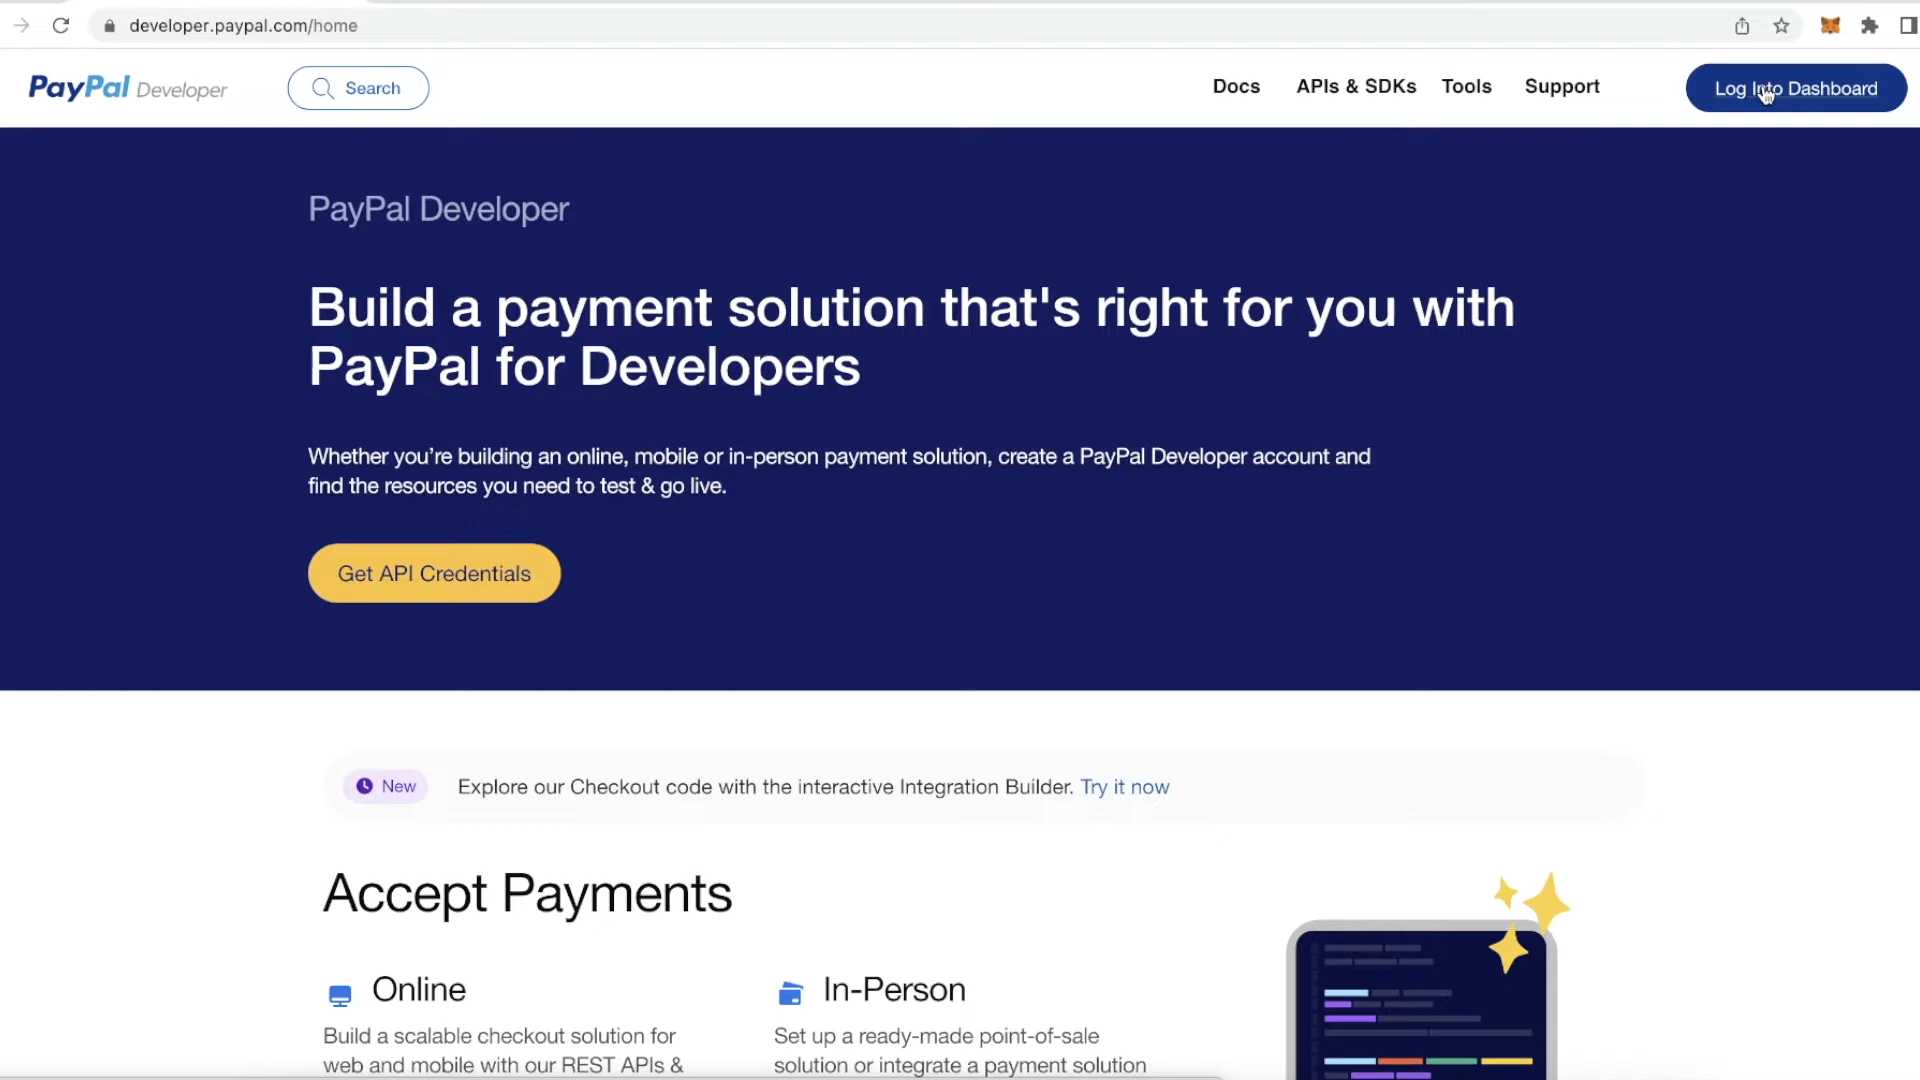 developer.paypal.com/home
PayPal Developer
Search
Docs
APIs & SDKs
Tools
Support
Log Into Dashboard
PayPal Developer
Build a payment solution that's right for you with
PayPal for Developers
Whether you’re building an online, mobile or in-person payment solution, create a PayPal Developer account and
find the resources you need to test & go live.
Get API Credentials
New
Explore our Checkout code with the interactive Integration Builder. Try it now
Accept Payments
Online
Build a scalable checkout solution for
web and mobile with our REST APIs &
In-Person
Set up a ready-made point-of-sale
solution or integrate a payment solution